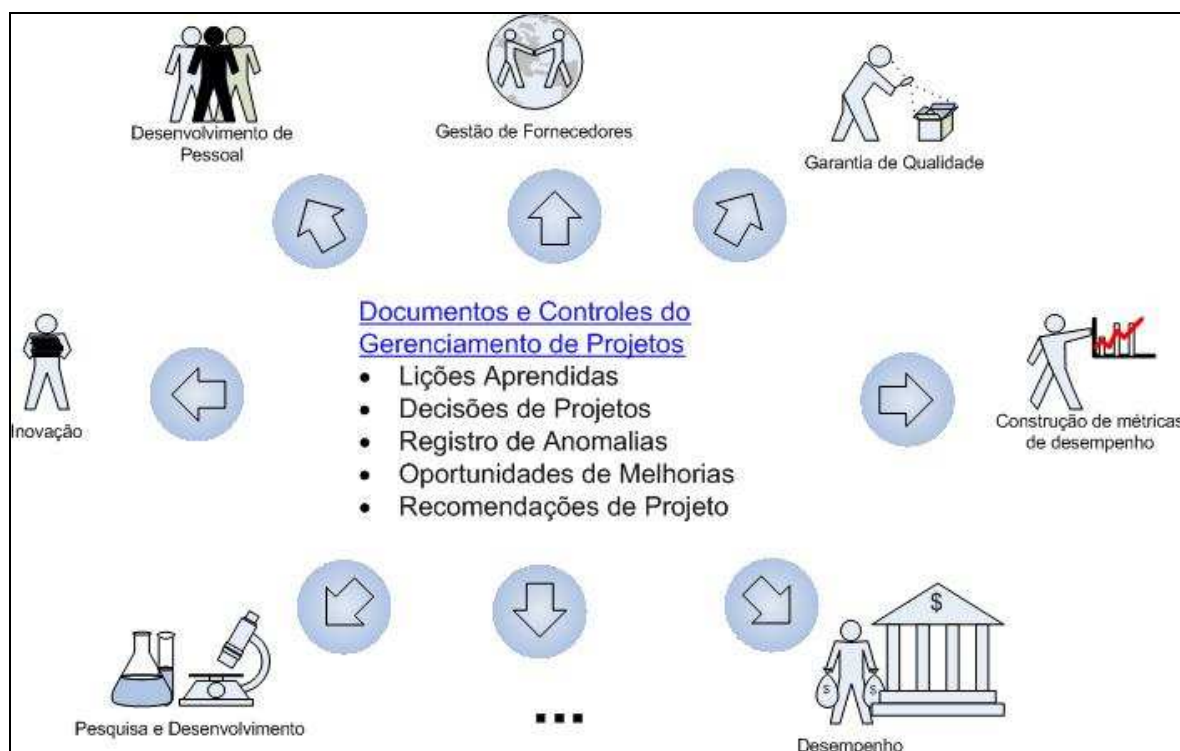 Desenvolvimento de
Pessoal
Gestão de Fornecedores
Garantia de Qualidade
Documentos e Controles do
Gerenciamento de Projetos
• Lições Aprendidas
• Decisões de Projetos
• Registro de Anomalias
• Oportunidades de Melhorias
• Recomendações de Projeto
Inovação
Construção de métricas
de desempenho
Pesquisa e Desenvolvimento
...
$
$ $
Desempenho